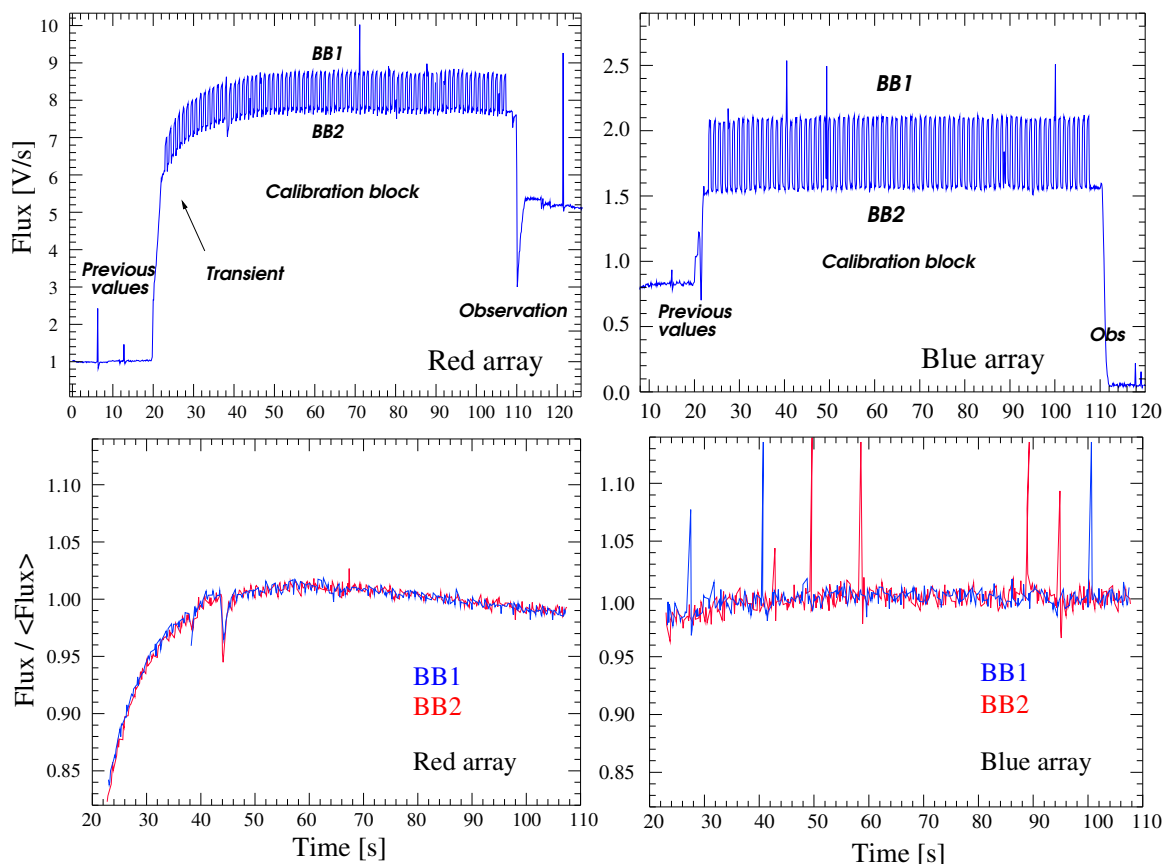 10
9
8
7
6
5
4
3
2
1
Flux [V/s]
BB1
BB2
Calibration block
Transient
Previous
values
Observation
Red array
0 10 20 30 40 50 60 70 80 90 100 110 120
2.5
2.0
1.5
1.0
0.5
0.0
BB1
BB2
Calibration block
Previous
values
Obs
Blue array
10 20 30 40 50 60 70 80 90 100 110 120
1.10
1.05
1.00
0.95
0.90
0.85
Flux / <Flux>
BB1
BB2
Red array
20 30 40 50 60 70 80 90 100 110
Time [s]
1.10
1.05
1.00
0.95
0.90
0.85
BB1
BB2
Blue array
20 30 40 50 60 70 80 90 100 110
Time [s]